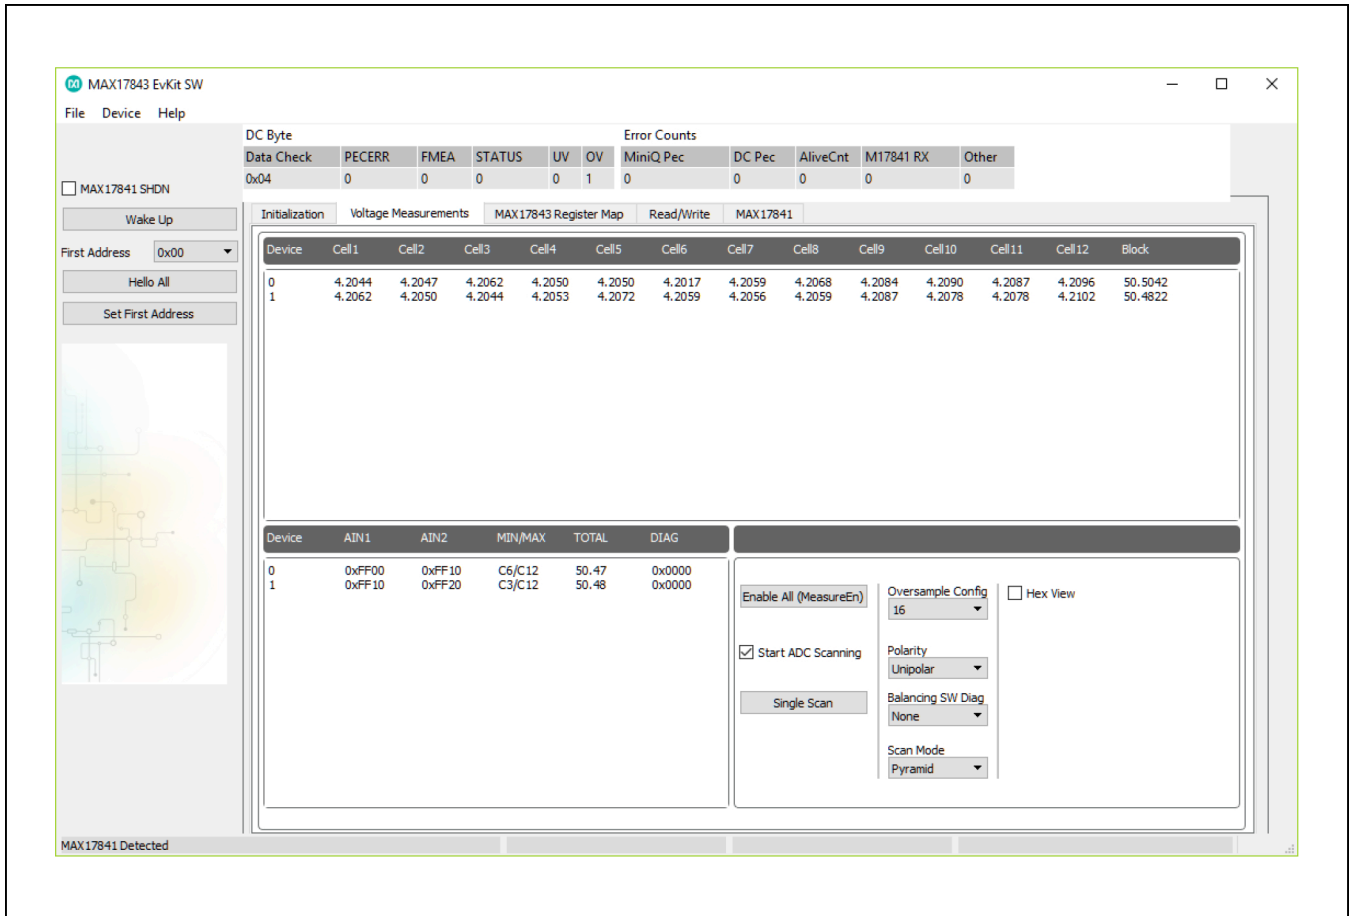 MAX17843 EvKit SW
File Device Help
DC Byte Error Counts
Data Check PECERR FMEA STATUS UV OV MiniQ Pec DC Pec AliveCnt M17841 RX Other
0x04 0 0 0 0 1 0 0 0 0 0
MAX17841 SHDN
Wake Up
First Address 0x00
Hello All
Set First Address
Initialization Voltage Measurements MAX17843 Register Map Read/Write MAX17841
Device Cell1 Cell2 Cell3 Cell4 Cell5 Cell6 Cell7 Cell8 Cell9 Cell10 Cell11 Cell12 Block
0 4.2044 4.2047 4.2062 4.2050 4.2050 4.2017 4.2059 4.2068 4.2084 4.2090 4.2087 4.2096 50.5042
1 4.2062 4.2050 4.2044 4.2053 4.2072 4.2059 4.2056 4.2059 4.2087 4.2078 4.2078 4.2102 50.4822
Device AIN1 AIN2 MIN/MAX TOTAL DIAG
0 0xFF00 0xFF10 C6/C12 50.47 0x0000
1 0xFF10 0xFF20 C3/C12 50.48 0x0000
Enable All (MeasureEn)
Start ADC Scanning
Single Scan
Oversample Config
16
Polarity
Unipolar
Balancing SW Diag
None
Scan Mode
Pyramid
Hex View
MAX17841 Detected